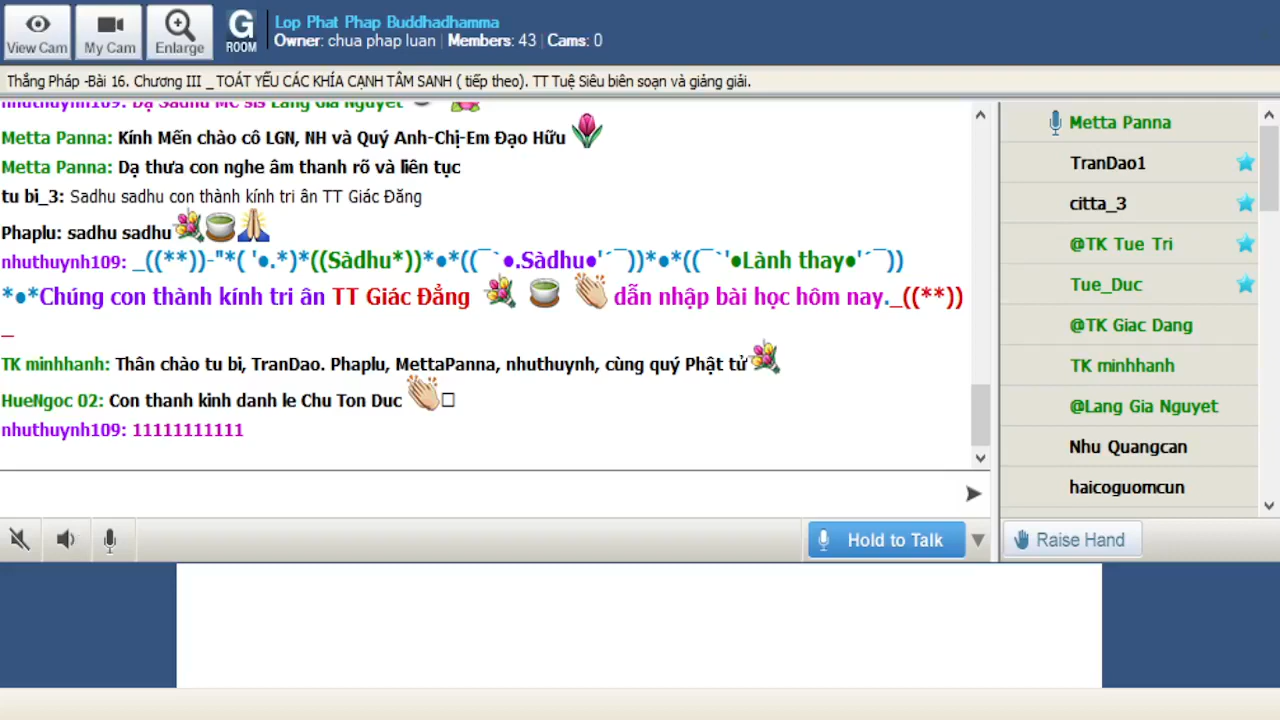 View Cam
My Cam
Enlarge
G ROOM
Lop Phat Phap Buddhadhamma
Owner: chua phap luan | Members: 43 | Cams: 0
Thắng Pháp -Bài 16. Chương III _ TOÁT YẾU CÁC KHÍA CẠNH TÂM SANH ( tiếp theo). TT Tuệ Siêu biên soạn và giảng giải.
nhuthuynh109: Dạ Sadhu MC sis Lang Gia Nguyet
Metta Panna: Kính Mến chào cô LGN, NH và Quý Anh-Chị-Em Đạo Hữu
Metta Panna: Dạ thưa con nghe âm thanh rõ và liên tục
tu bi_3: Sadhu sadhu con thành kính tri ân TT Giác Đăng
Phaplu: sadhu sadhu
nhuthuynh109: _((**))-"*( '●.*)*((Sàdhu*))*●*((¯`●.Sàdhu●'´¯))*●*((¯`'●Lành thay●'´¯))
*●*Chúng con thành kính tri ân TT Giác Đẳng dẫn nhập bài học hôm nay._((**))
_
TK minhhanh: Thân chào tu bi, TranDao. Phaplu, MettaPanna, nhuthuynh, cùng quý Phật tử
HueNgoc 02: Con thanh kinh danh le Chu Ton Duc
nhuthuynh109: 11111111111
Hold to Talk
Metta Panna
TranDao1
citta_3
@TK Tue Tri
Tue_Duc
@TK Giac Dang
TK minhhanh
@Lang Gia Nguyet
Nhu Quangcan
haicoguomcun
Raise Hand